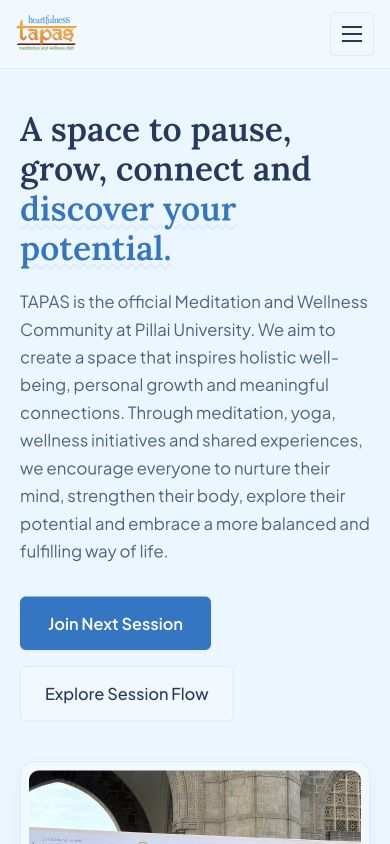 heartfulness
tapas
meditation and wellness club
A space to pause,
grow, connect and
discover your
potential.
TAPAS is the official Meditation and Wellness
Community at Pillai University. We aim to
create a space that inspires holistic well-
being, personal growth and meaningful
connections. Through meditation, yoga,
wellness initiatives and shared experiences,
we encourage everyone to nurture their
mind, strengthen their body, explore their
potential and embrace a more balanced and
fulfilling way of life.
Join Next Session
Explore Session Flow